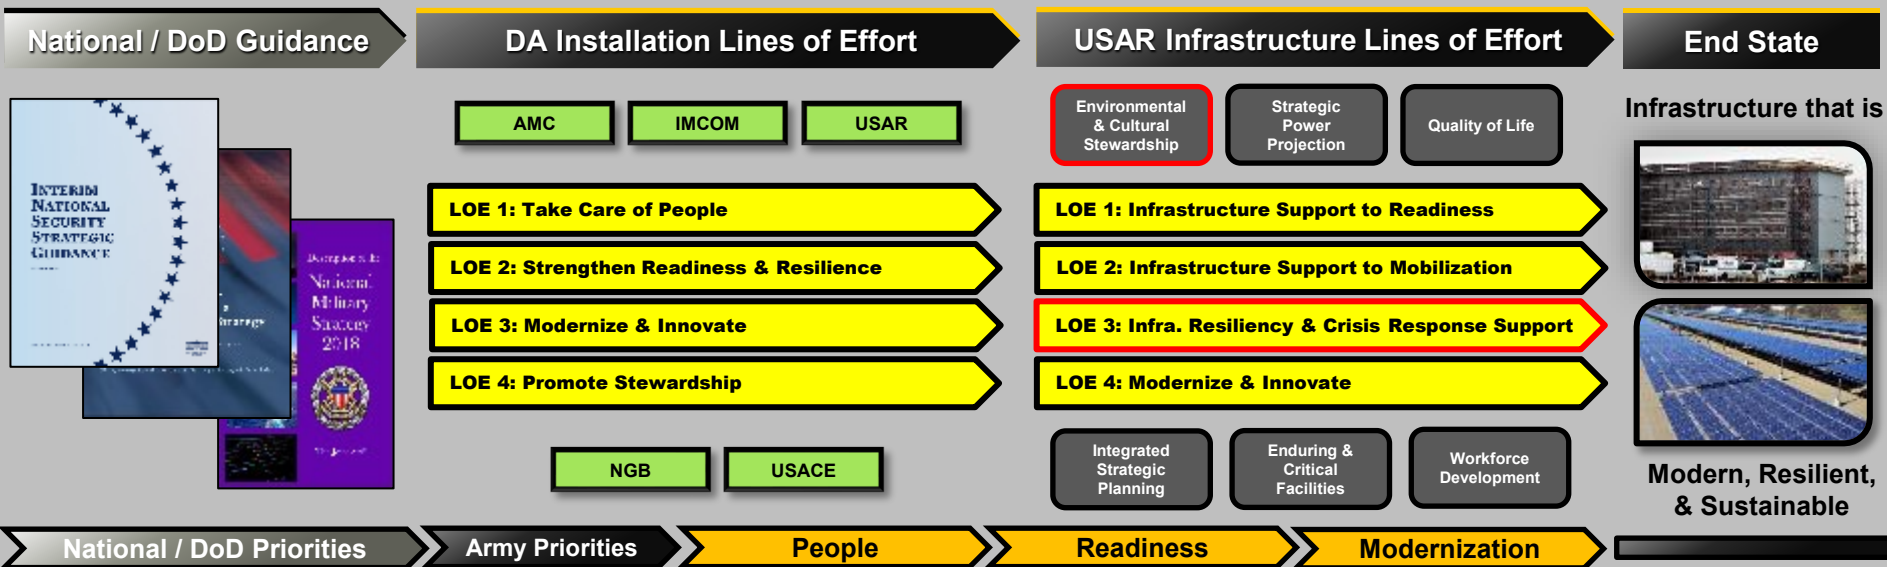 National / DoD Guidance
DA Installation Lines of Effort
USAR Infrastructure Lines of Effort
End State
INTERIM
NATIONAL
SECURITY
STRATEGIC
GUIDANCE
National
Military
Strategy
2018
AMC
IMCOM
USAR
LOE 1: Take Care of People
LOE 2: Strengthen Readiness & Resilience
LOE 3: Modernize & Innovate
LOE 4: Promote Stewardship
NGB
USACE
Environmental
& Cultural
Stewardship
Strategic
Power
Projection
Quality of Life
LOE 1: Infrastructure Support to Readiness
LOE 2: Infrastructure Support to Mobilization
LOE 3: Infra. Resiliency & Crisis Response Support
LOE 4: Modernize & Innovate
Integrated
Strategic
Planning
Enduring &
Critical
Facilities
Workforce
Development
Infrastructure that is
Modern, Resilient,
& Sustainable
National / DoD Priorities
Army Priorities
People
Readiness
Modernization